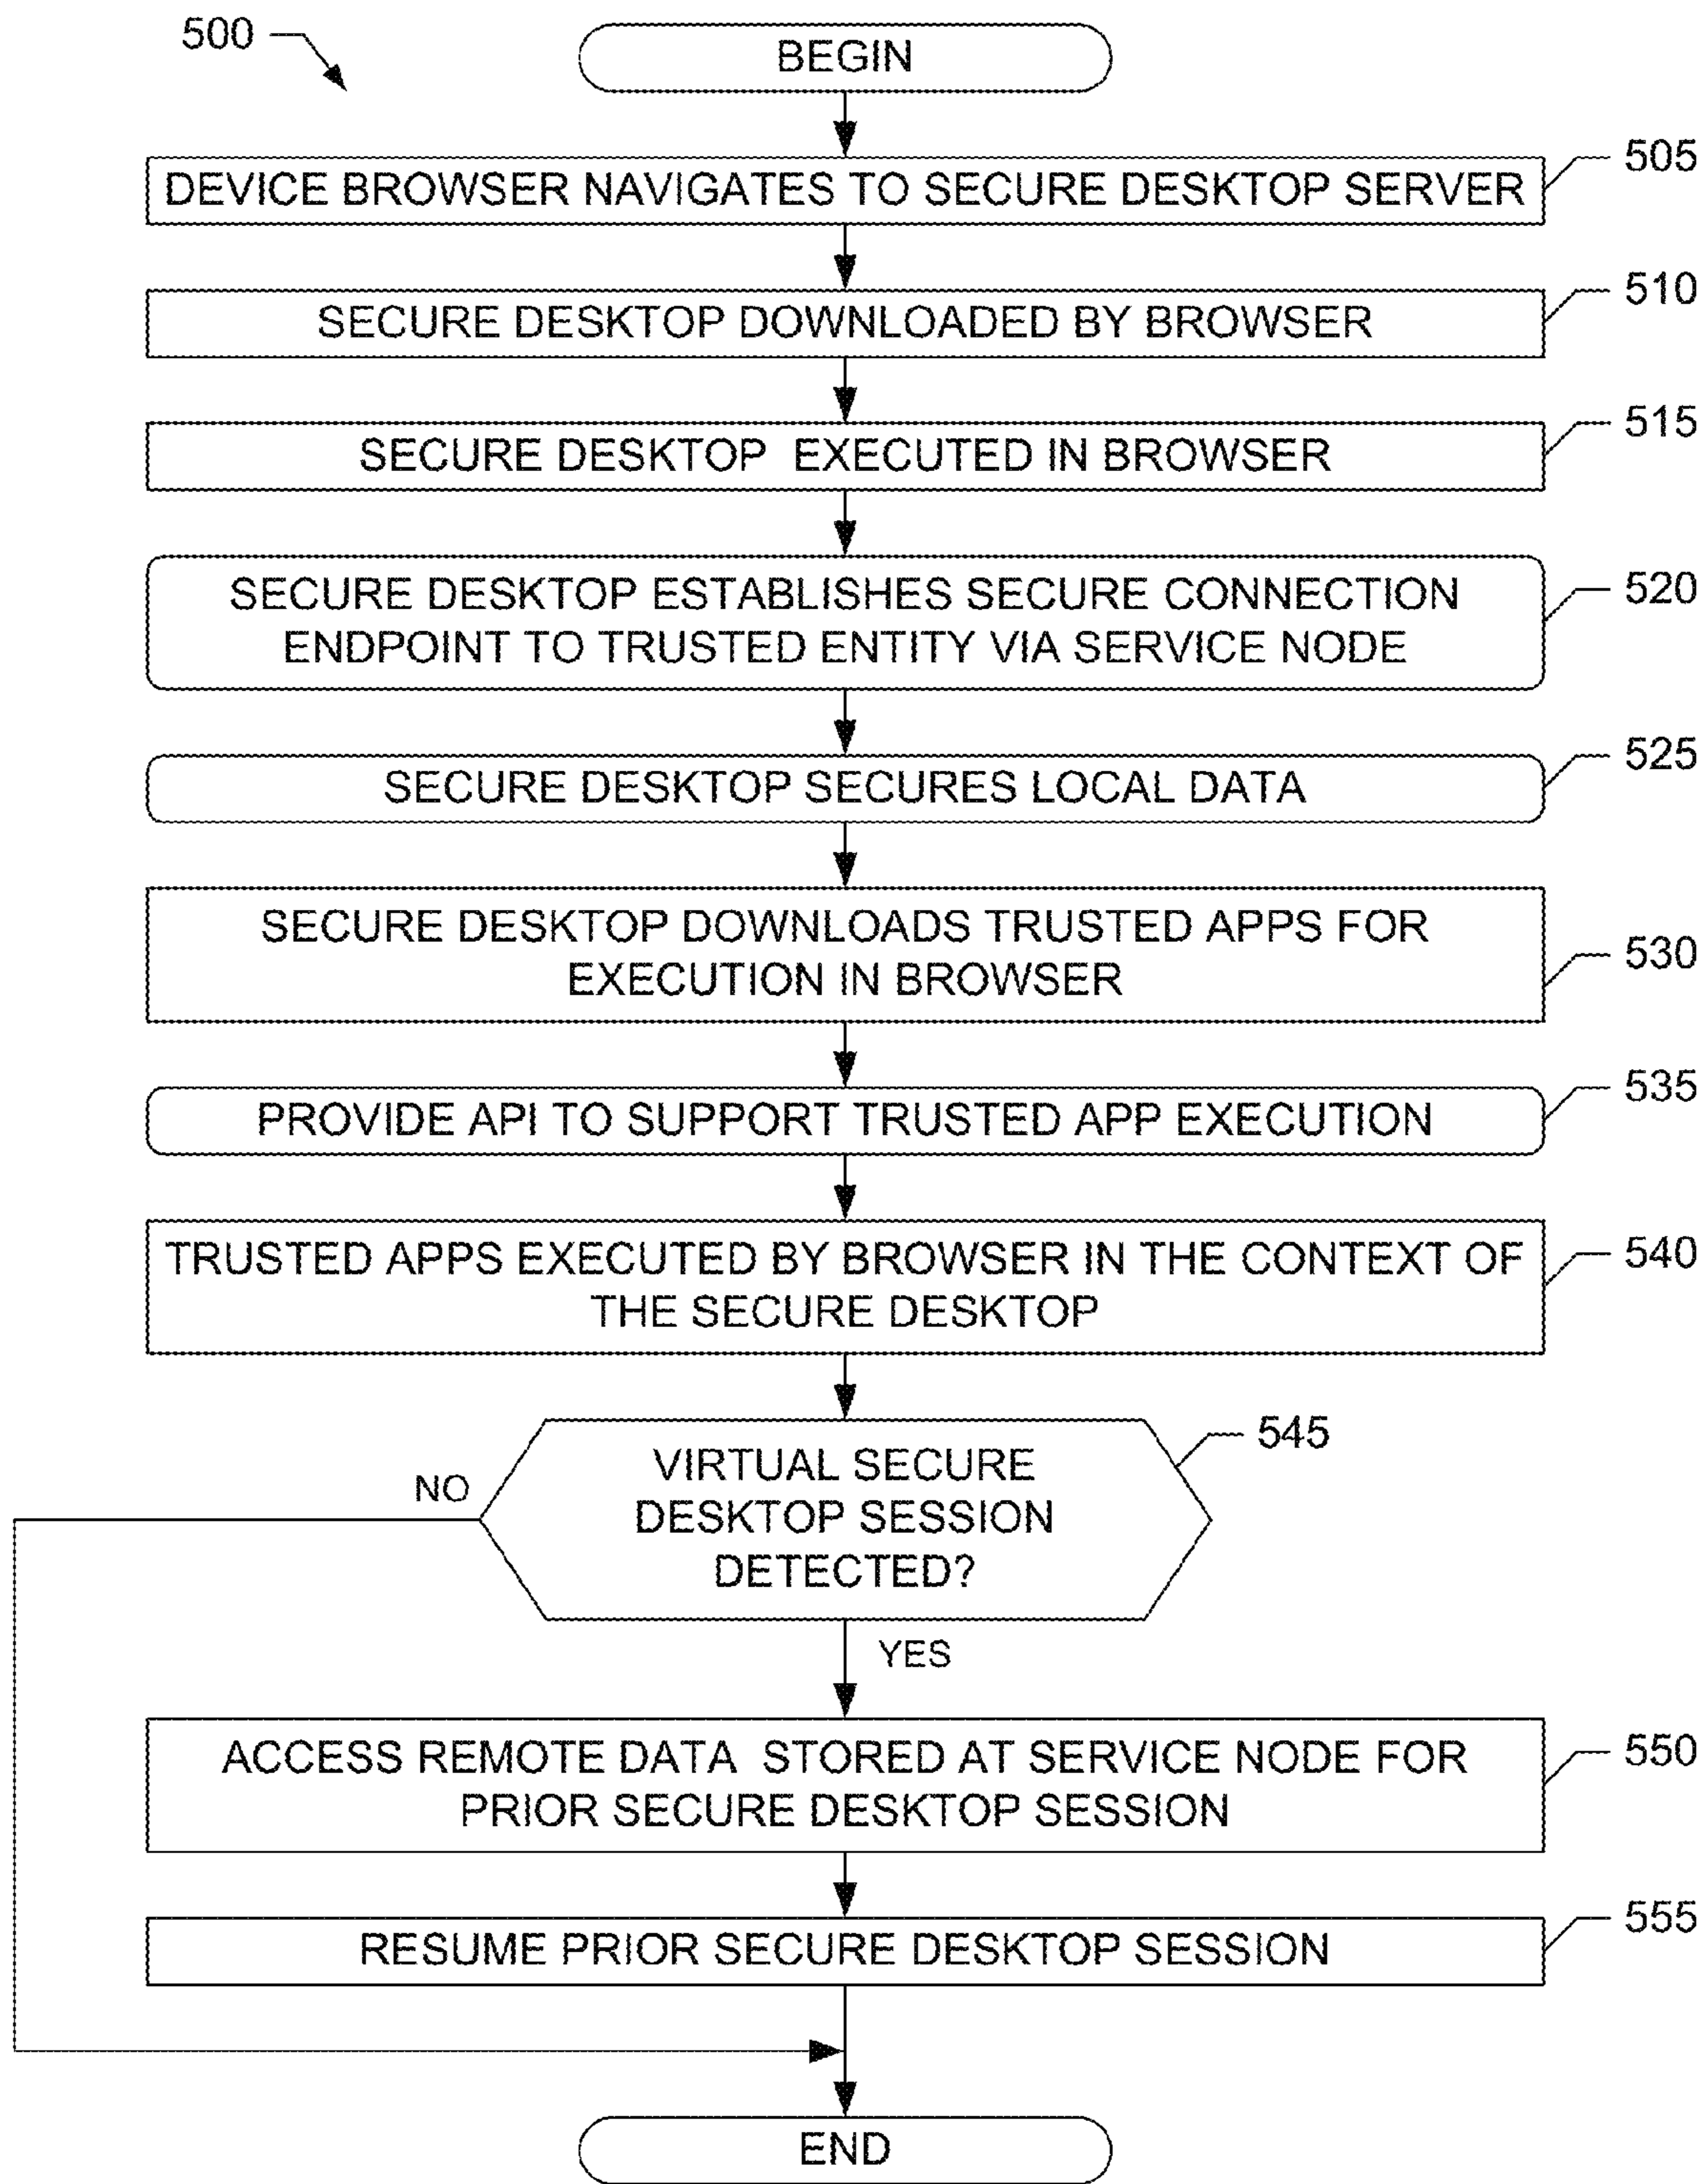 500
BEGIN
505
DEVICE BROWSER NAVIGATES TO SECURE DESKTOP SERVER
510
SECURE DESKTOP DOWNLOADED BY BROWSER
515
SECURE DESKTOP EXECUTED IN BROWSER
520
SECURE DESKTOP ESTABLISHES SECURE CONNECTION
ENDPOINT TO TRUSTED ENTITY VIA SERVICE NODE
525
SECURE DESKTOP SECURES LOCAL DATA
530
SECURE DESKTOP DOWNLOADS TRUSTED APPS FOR
EXECUTION IN BROWSER
535
PROVIDE API TO SUPPORT TRUSTED APP EXECUTION
540
TRUSTED APPS EXECUTED BY BROWSER IN THE CONTEXT OF
THE SECURE DESKTOP
545
VIRTUAL SECURE
DESKTOP SESSION
DETECTED?
NO
YES
550
ACCESS REMOTE DATA STORED AT SERVICE NODE FOR
PRIOR SECURE DESKTOP SESSION
555
RESUME PRIOR SECURE DESKTOP SESSION
END